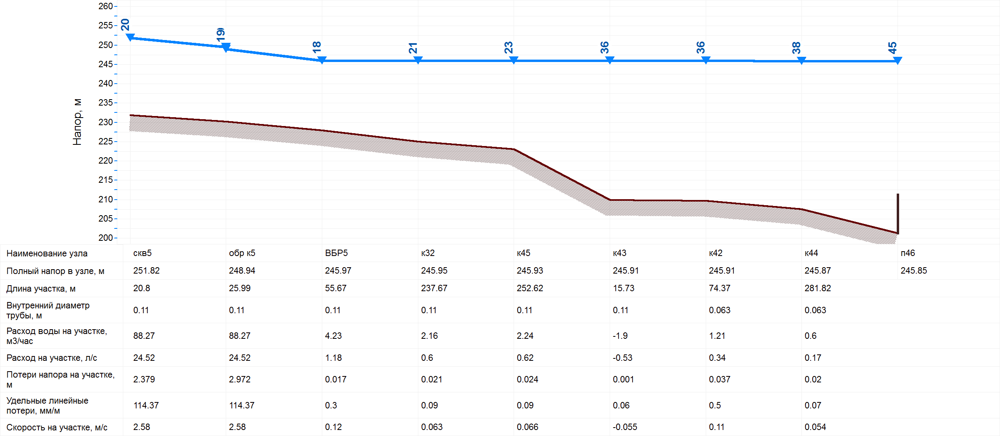 260
255
250
245
240
235
230
225
220
215
210
205
200
Напор, м
20
19
18
21
23
36
36
38
45
Наименование узла скв5 обр к5 ВБР5 к32 к45 к43 к42 к44 п46
Полный напор в узле, м 251.82 248.94 245.97 245.95 245.93 245.91 245.91 245.87 245.85
Длина участка, м 20.8 25.99 55.67 237.67 252.62 15.73 74.37 281.82
Внутренний диаметр
трубы, м 0.11 0.11 0.11 0.11 0.11 0.11 0.063 0.063
Расход воды на участке,
м3/час 88.27 88.27 4.23 2.16 2.24 -1.9 1.21 0.6
Расход на участке, л/с 24.52 24.52 1.18 0.6 0.62 -0.53 0.34 0.17
Потери напора на участке,
м 2.379 2.972 0.017 0.021 0.024 0.001 0.037 0.02
Удельные линейные
потери, мм/м 114.37 114.37 0.3 0.09 0.09 0.06 0.5 0.07
Скорость на участке, м/с 2.58 2.58 0.12 0.063 0.066 -0.055 0.11 0.054